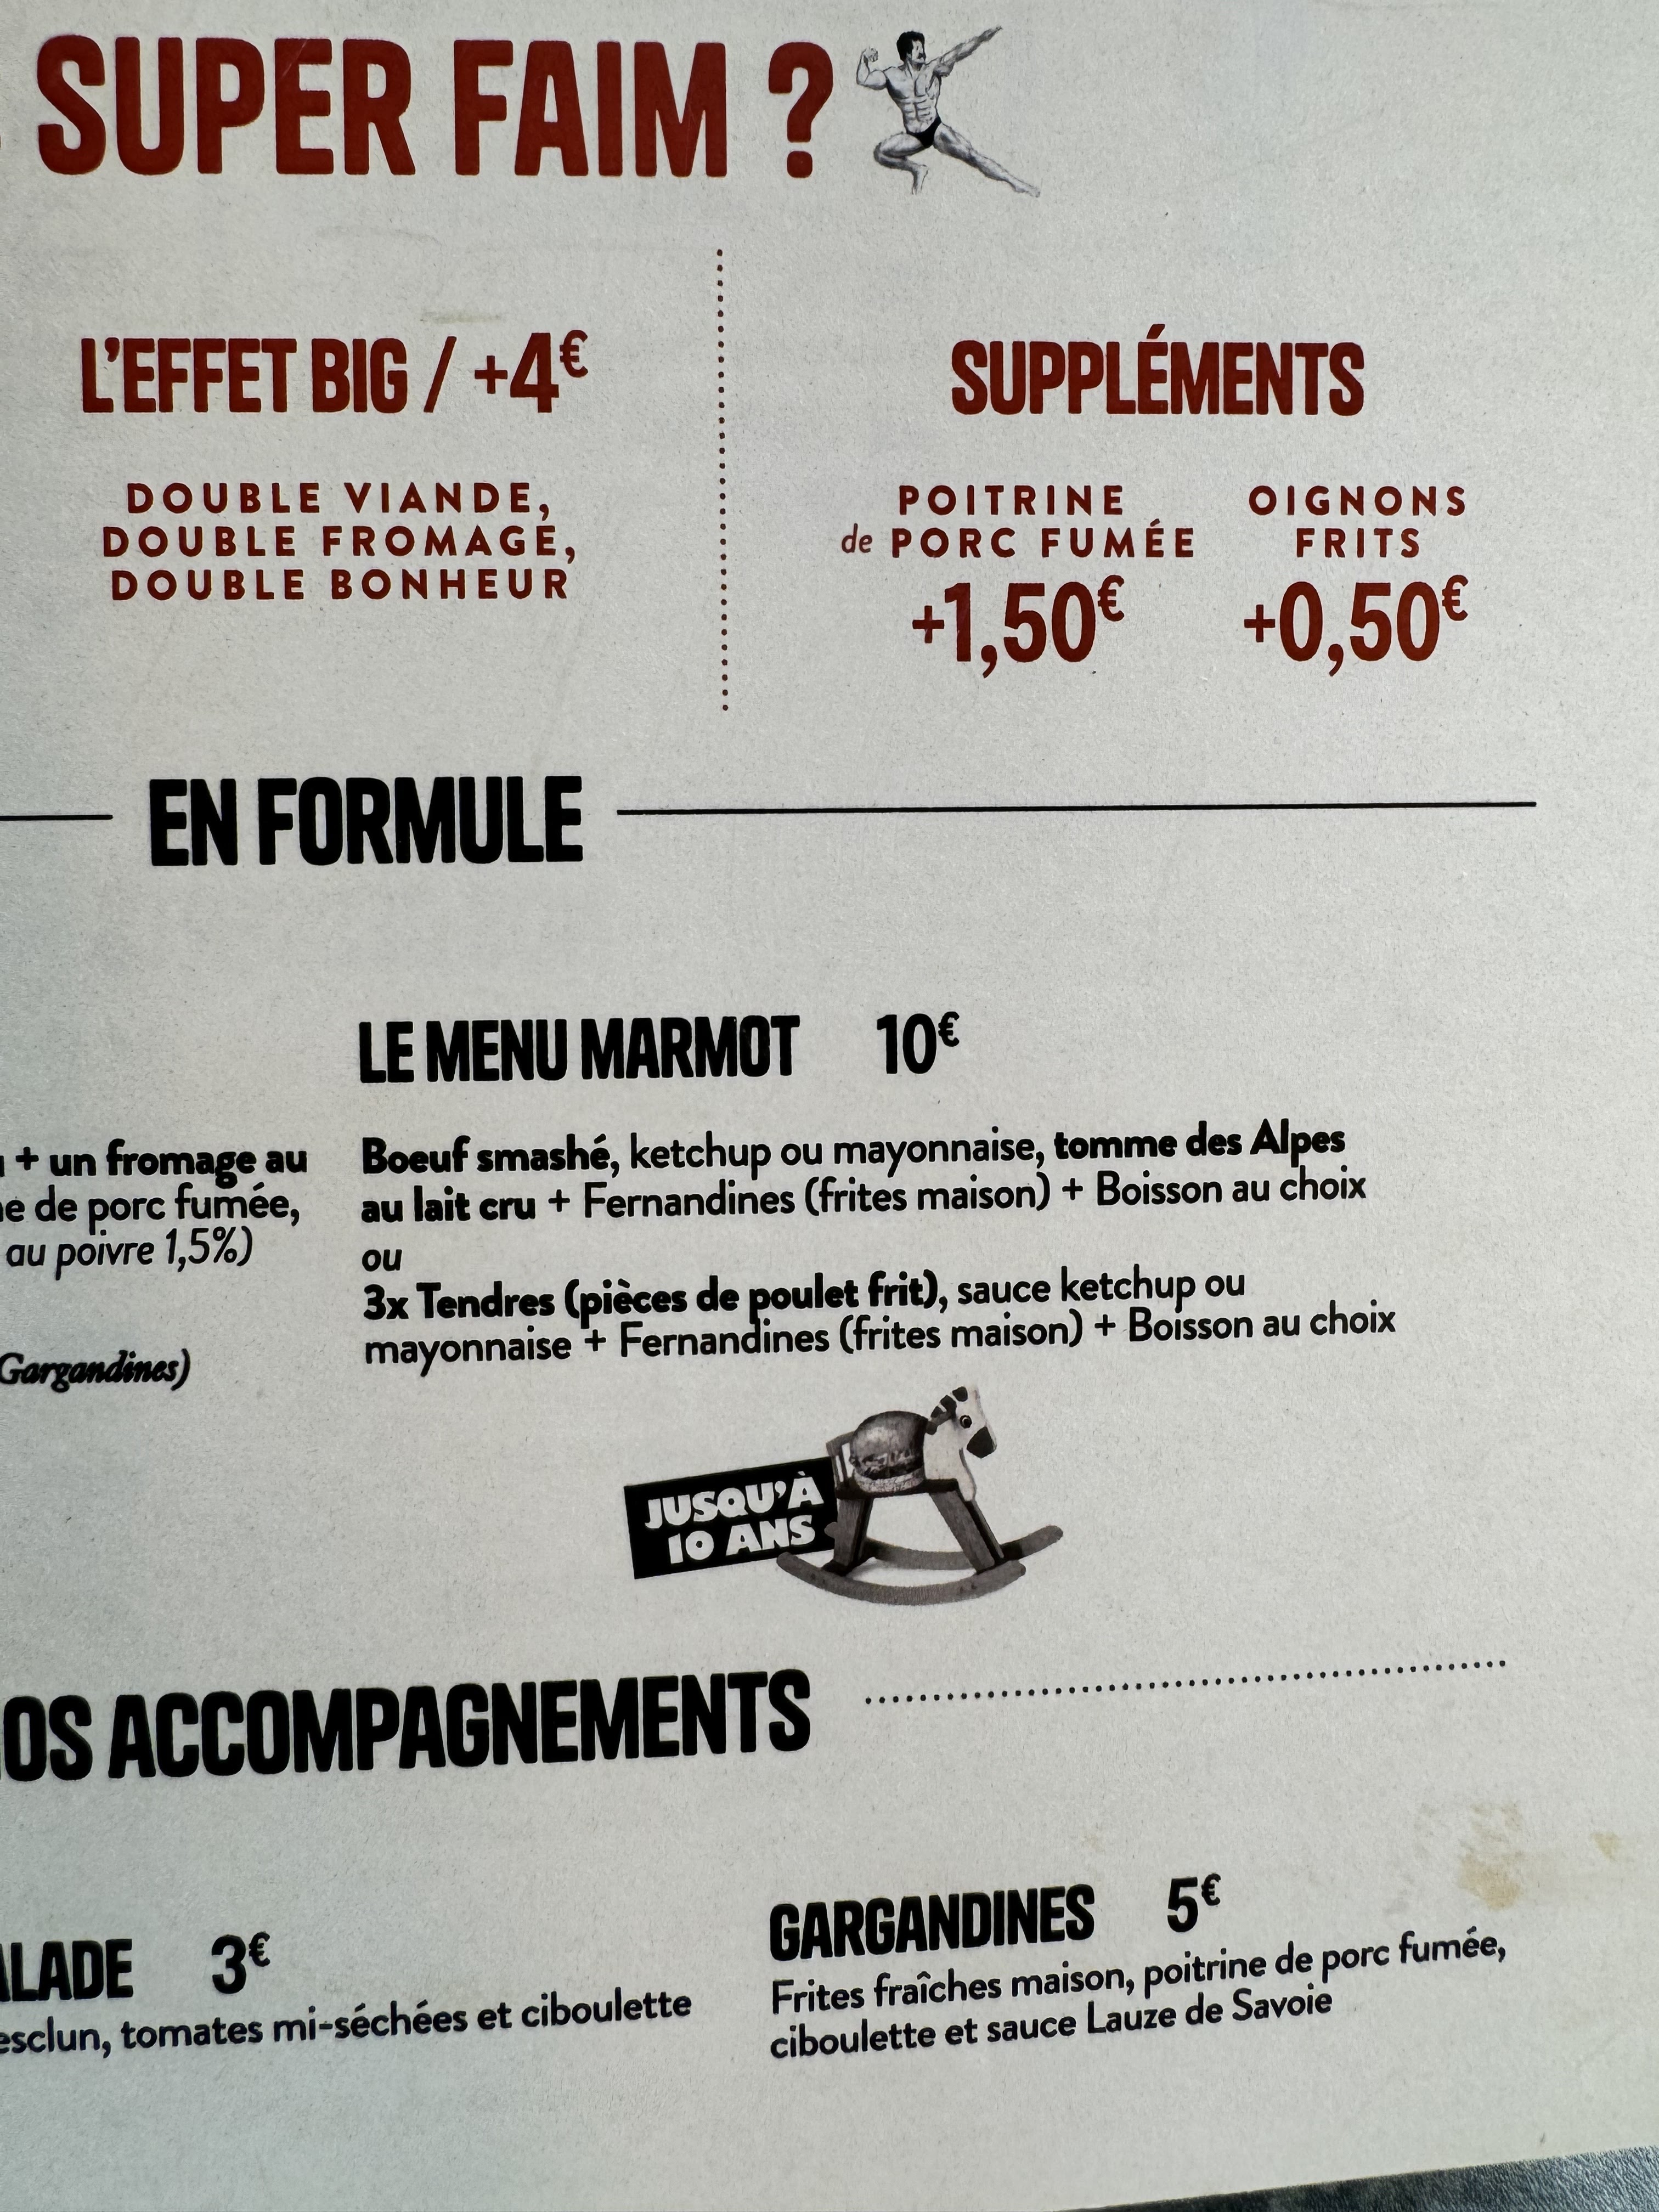 SUPER FAIM ?
L'EFFET BIG / +4€
DOUBLE VIANDE,
DOUBLE FROMAGE,
DOUBLE BONHEUR
SUPPLÉMENTS
POITRINE
de PORC FUMÉE
+1,50€
OIGNONS
FRITS
+0,50€
EN FORMULE
+ un fromage au
de porc fumée,
au poivre 1,5%)
Gargandines)
LE MENU MARMOT 10€
Boeuf smashé, ketchup ou mayonnaise, tomme des Alpes
au lait cru + Fernandines (frites maison) + Boisson au choix
ou
3x Tendres (pièces de poulet frit), sauce ketchup ou
mayonnaise + Fernandines (frites maison) + Boisson au choix
JUSQU'À
10 ANS
OS ACCOMPAGNEMENTS
ALADE 3€
esclun, tomates mi-séchées et ciboulette
GARGANDINES 5€
Frites fraîches maison, poitrine de porc fumée,
ciboulette et sauce Lauze de Savoie